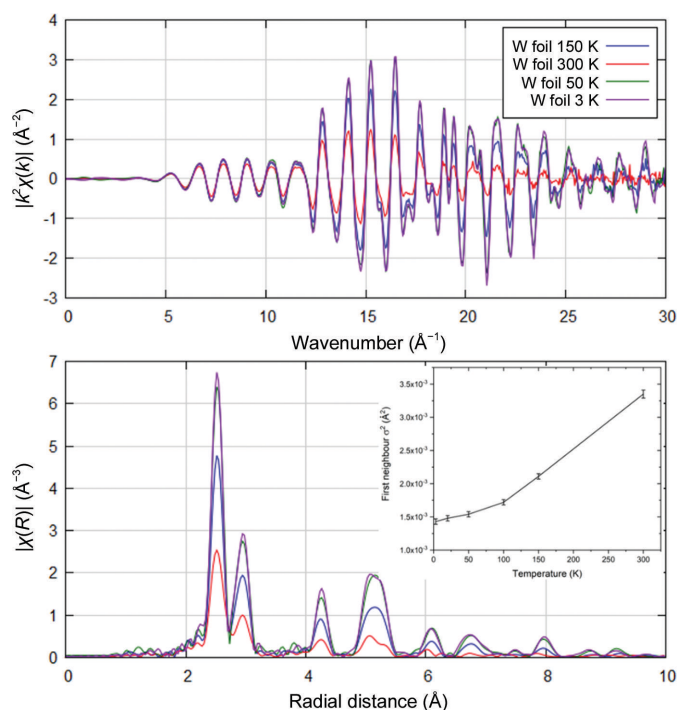 4
3
2
1
0
-1
-2
-3
|k²χ(k)| (Å⁻²)
W foil 150 K
W foil 300 K
W foil 50 K
W foil 3 K
0 5 10 15 20 25 30
Wavenumber (Å⁻¹)
7
6
5
4
3
2
1
0
|χ(R)| (Å⁻³)
3.5x10⁻³
3.0x10⁻³
2.5x10⁻³
2.0x10⁻³
1.5x10⁻³
1.0x10⁻³
First neighbour σ² (Å²)
0 50 100 150 200 250 300
Temperature (K)
0 2 4 6 8 10
Radial distance (Å)